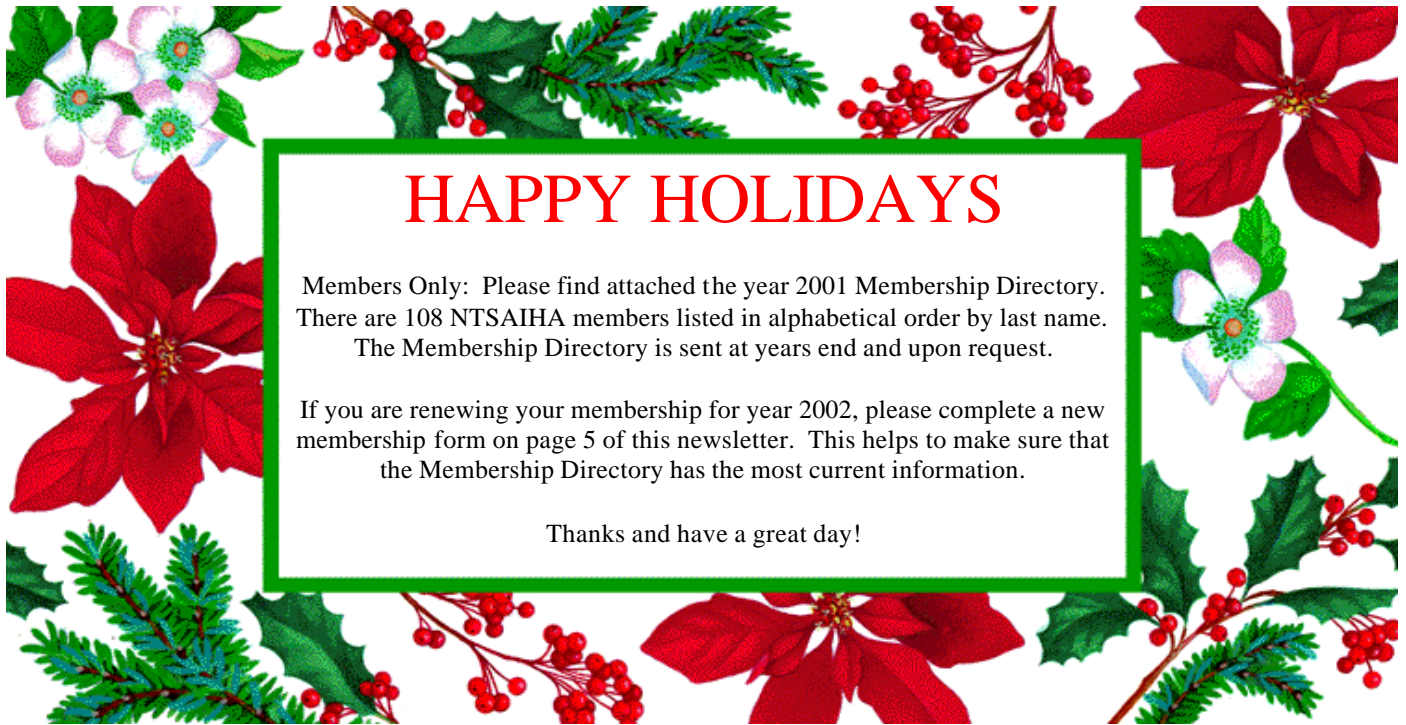 HAPPY HOLIDAYS
Members Only: Please find attached the year 2001 Membership Directory.
There are 108 NTSAIHA members listed in alphabetical order by last name.
The Membership Directory is sent at years end and upon request.
If you are renewing your membership for year 2002, please complete a new
membership form on page 5 of this newsletter. This helps to make sure that
the Membership Directory has the most current information.
Thanks and have a great day!